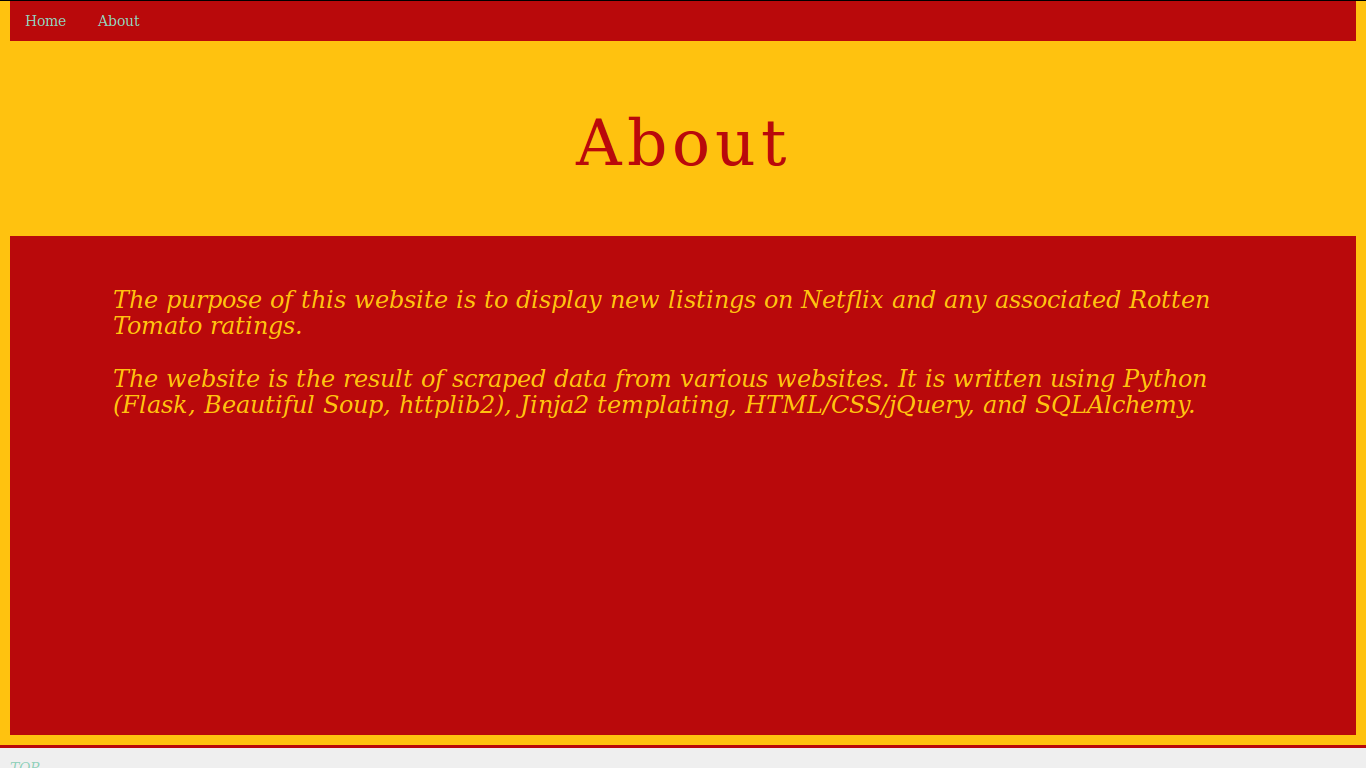 Home About
About
The purpose of this website is to display new listings on Netflix and any associated Rotten
Tomato ratings.
The website is the result of scraped data from various websites. It is written using Python
(Flask, Beautiful Soup, httplib2), Jinja2 templating, HTML/CSS/jQuery, and SQLAlchemy.
TOP